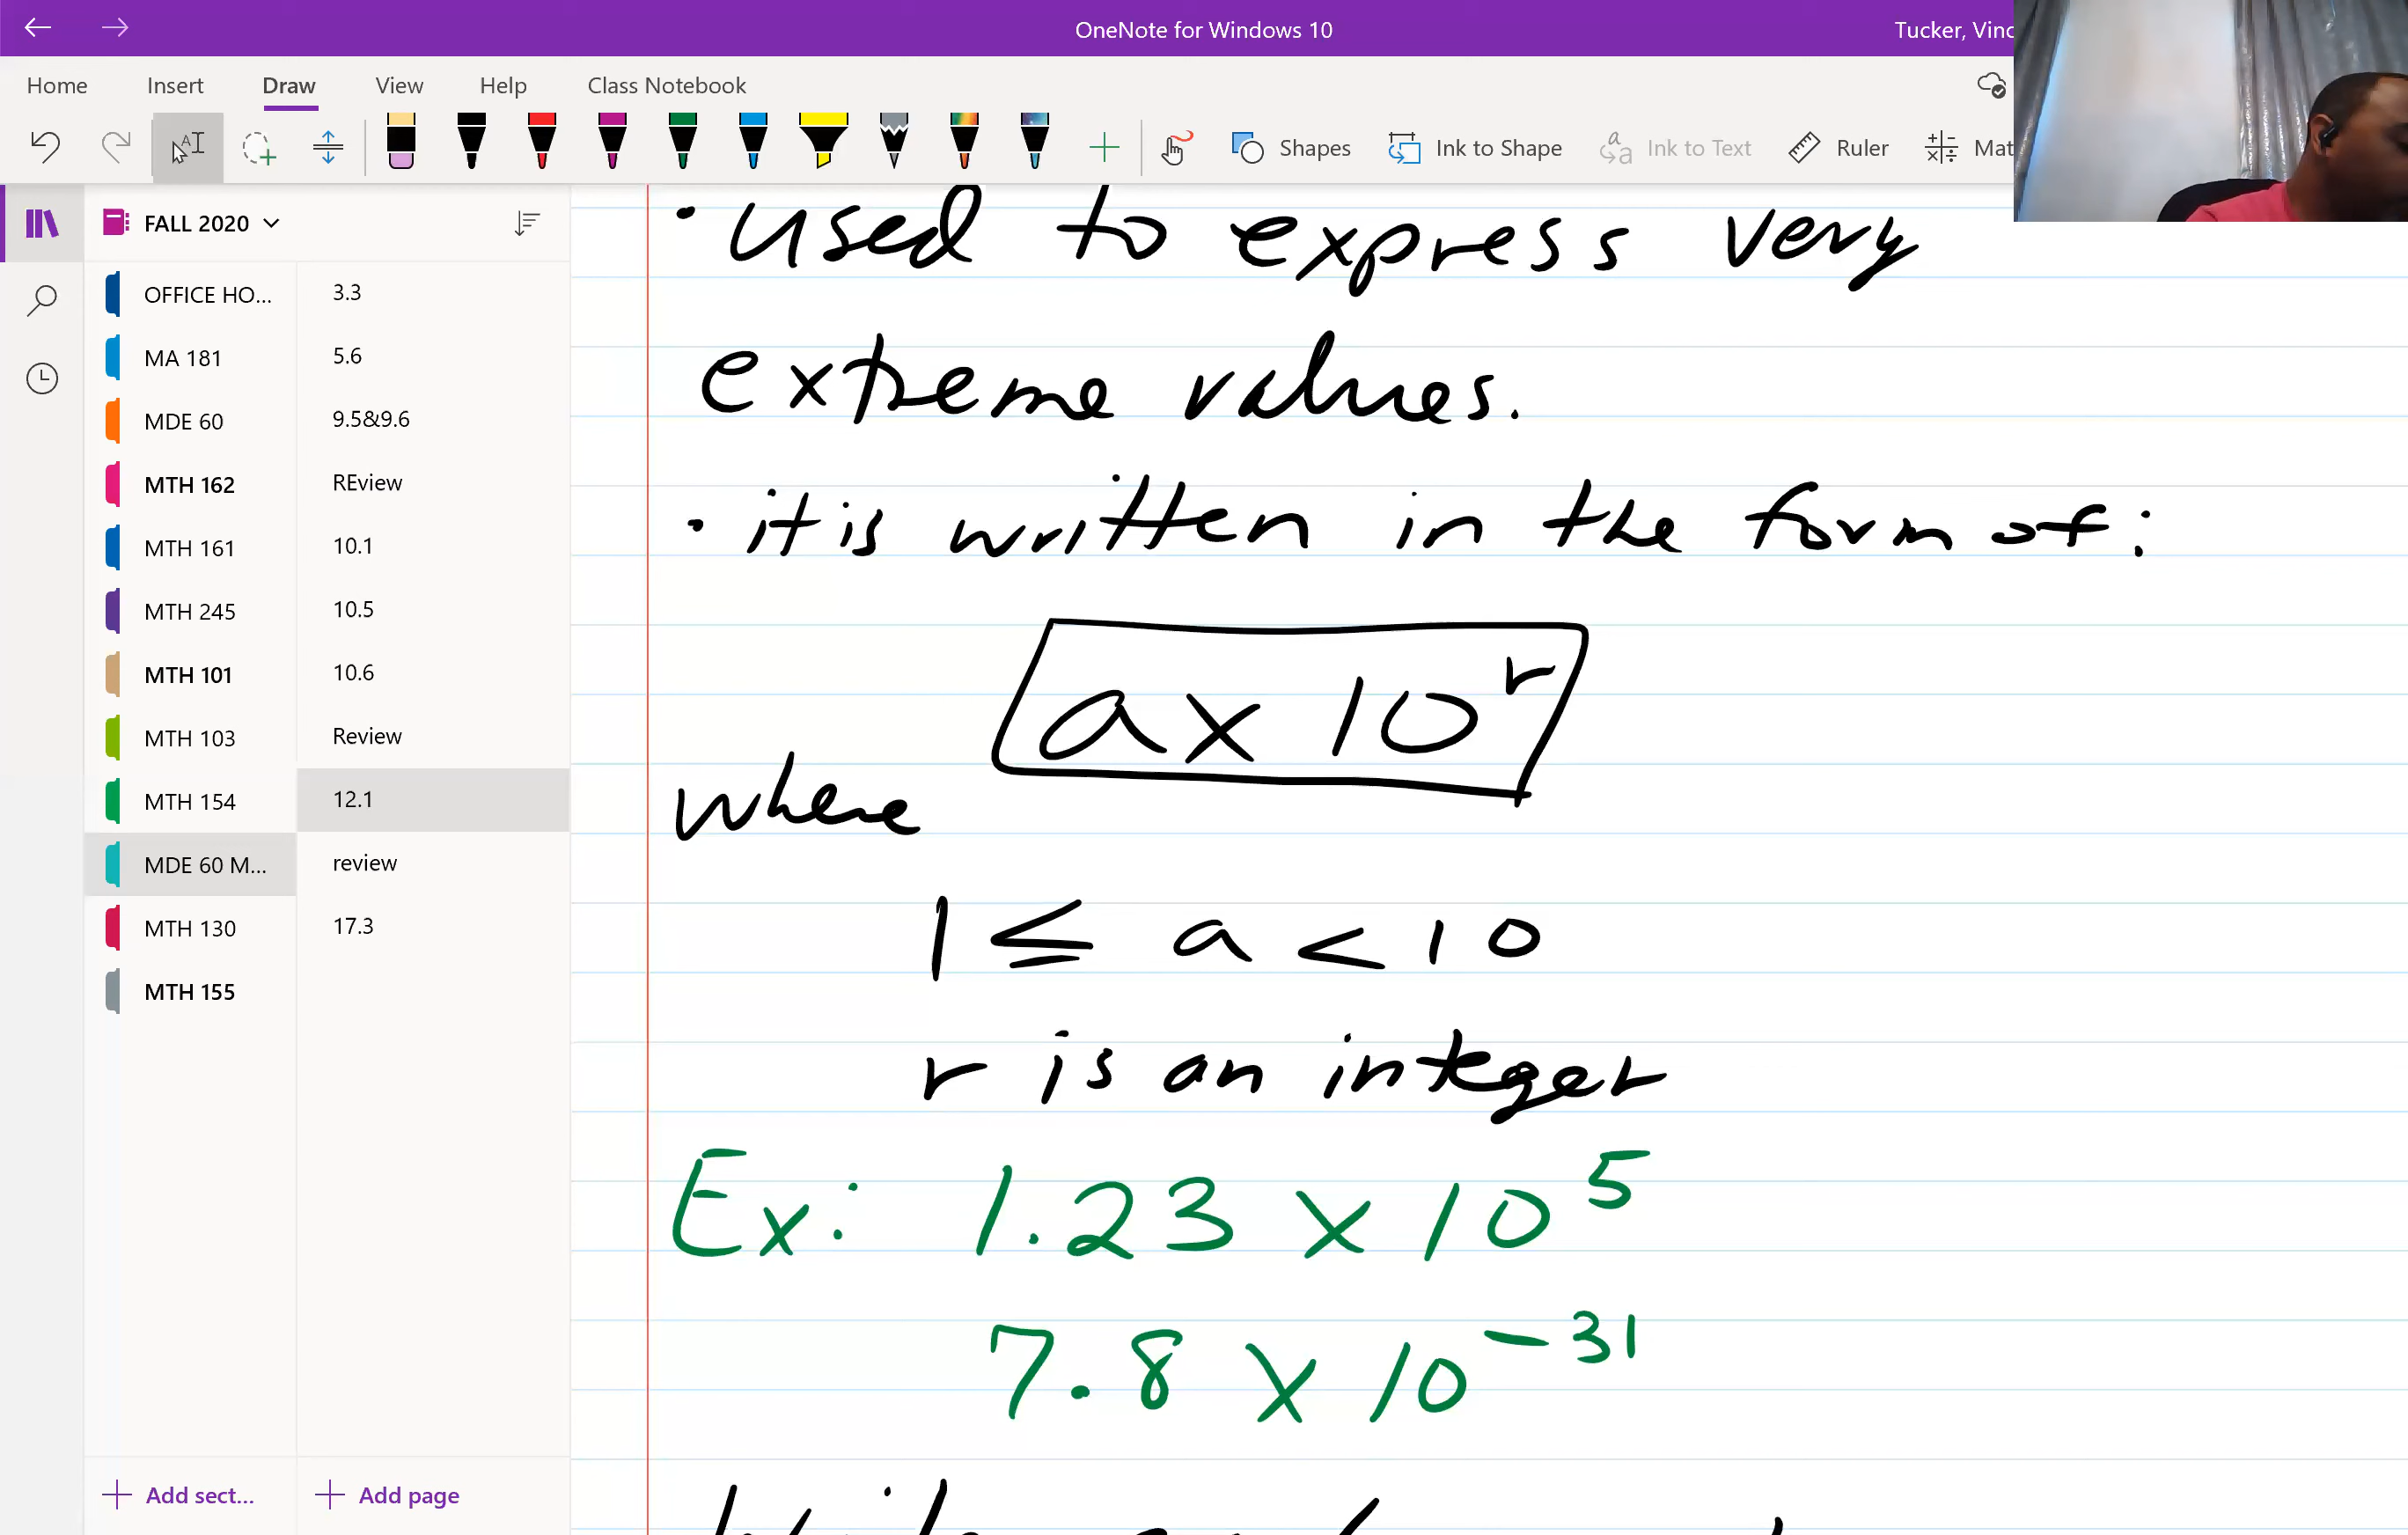 OneNote for Windows 10
Tucker, Vinc
Home Insert Draw View Help Class Notebook
Shapes Ink to Shape Ink to Text Ruler Mat
FALL 2020
OFFICE HO...
MA 181
MDE 60
MTH 162
MTH 161
MTH 245
MTH 101
MTH 103
MTH 154
MDE 60 M...
MTH 130
MTH 155
Add sect...
3.3
5.6
9.5&9.6
REview
10.1
10.5
10.6
Review
12.1
review
17.3
Add page
• used to express very
extreme values.
• it is written in the form of:
a x 10^r
where
1 ≤ a < 10
r is an integer
Ex: 1.23 x 10^5
7.8 x 10^-31